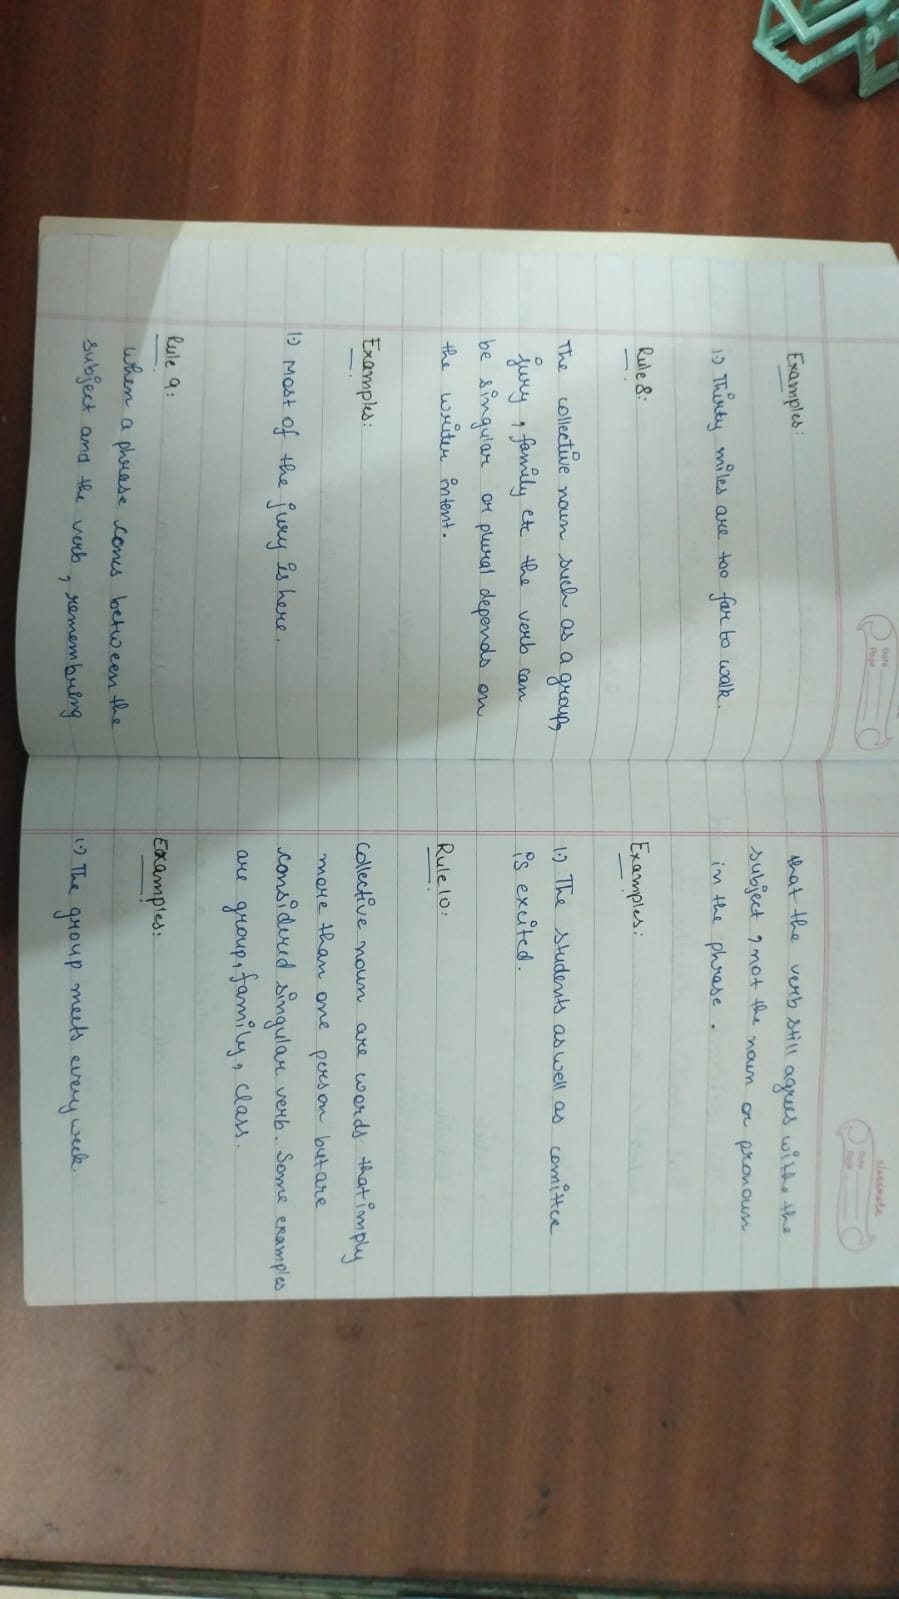 Date
Page
Examples:
1.) Thirty miles are too far to walk.
Rule 8:
The collective noun such as a group,
jury, family etc the verb can
be singular or plural depends on
the writer intent.
Examples:
1.) Most of the jury is here.
Rule 9:
When a phrase coms between the
subject and the verb, remembring
classmate
Date
Page
that the verb still agrees withe the
subject, not the noun or pronoun
in the phrase.
Examples:
1.) The students as well as comittee
is excited.
Rule 10:
Collective noun are words that imply
more than one person but are
considered singular verb. Some examples
are group, family, class.
Examples:
1.) The group meets every week.